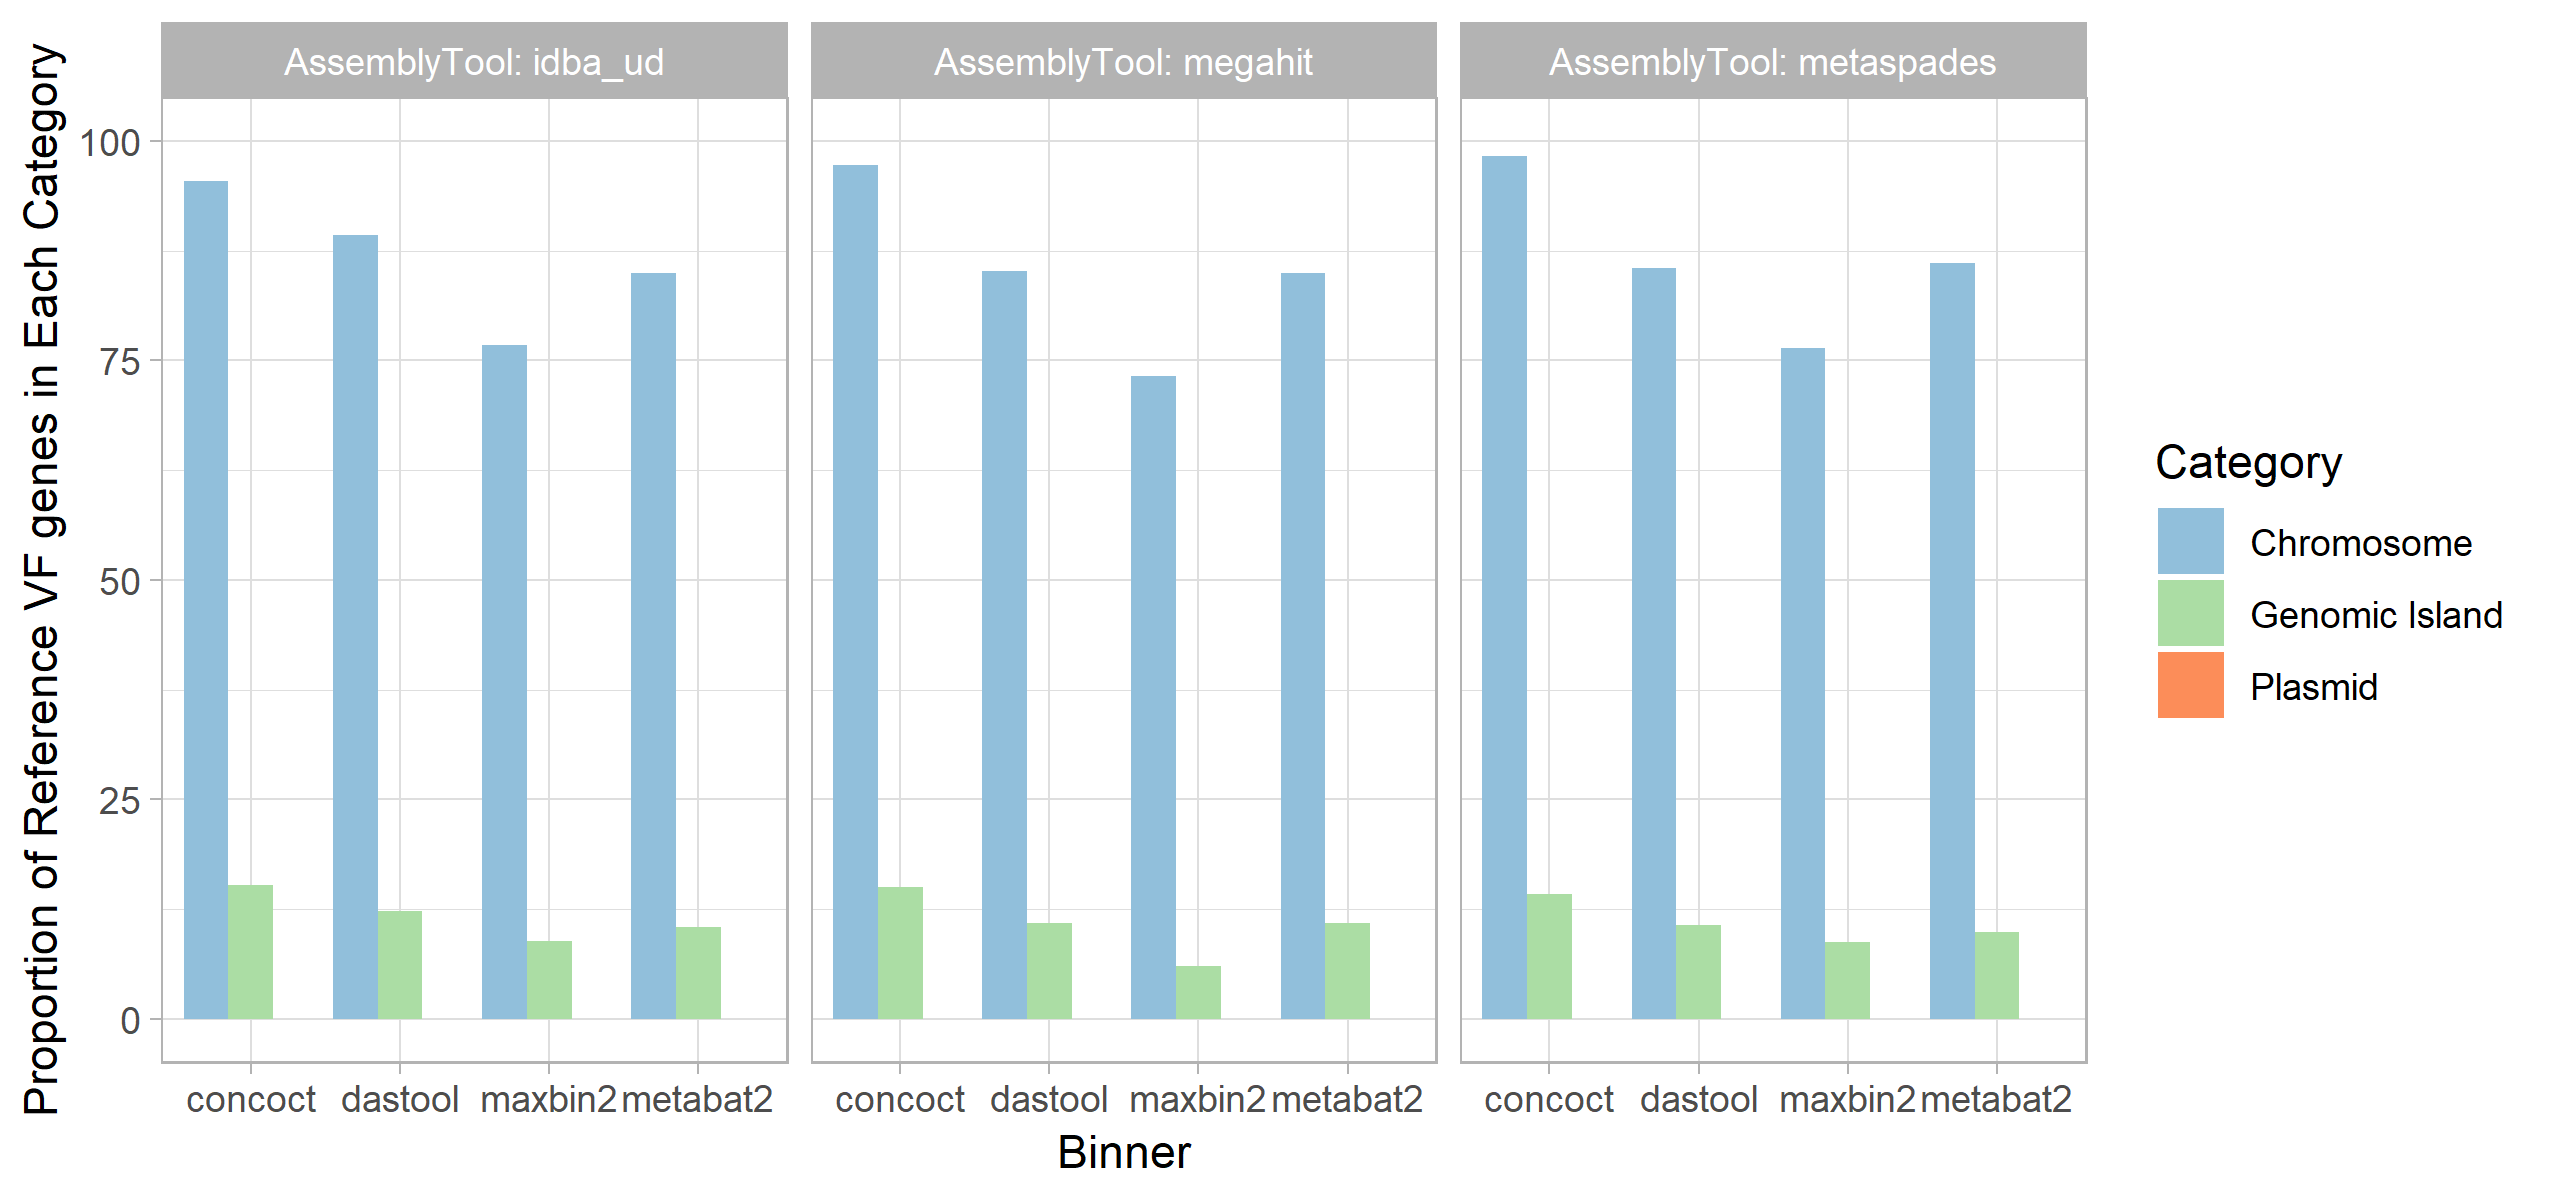 AssemblyTool: idba_ud
AssemblyTool: megahit
AssemblyTool: metaspades
Proportion of Reference VF genes in Each Category
100
75
50
25
0
concoct dastool maxbin2 metabat2
concoct dastool maxbin2 metabat2
concoct dastool maxbin2 metabat2
Binner
Category
Chromosome
Genomic Island
Plasmid